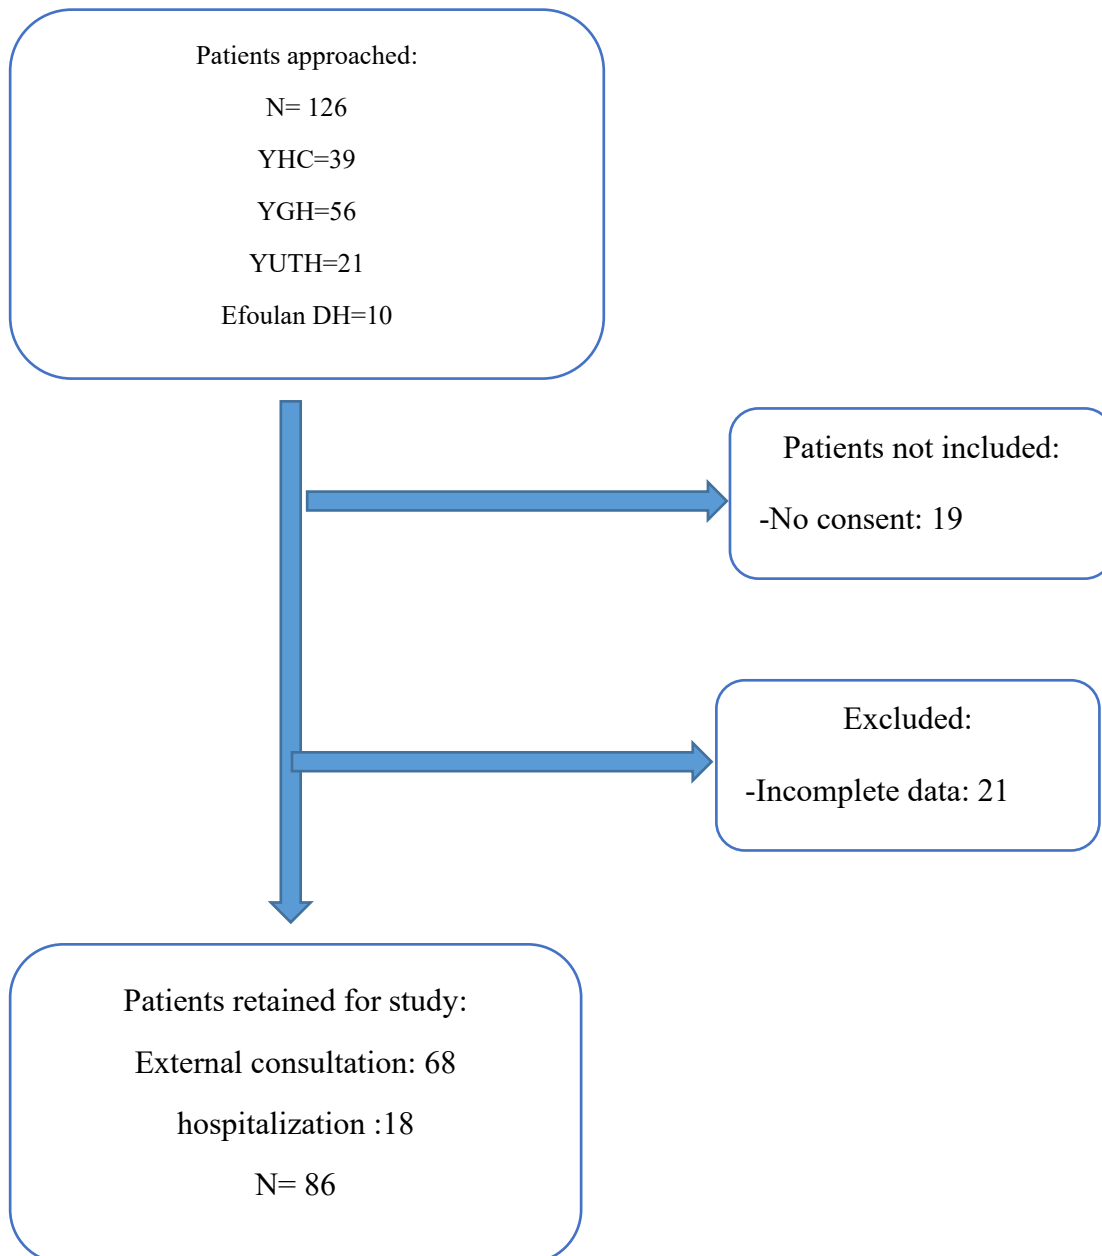 Patients approached:
N= 126
YHC=39
YGH=56
YUTH=21
Efoulan DH=10
Patients not included:
-No consent: 19
Excluded:
-Incomplete data: 21
Patients retained for study:
External consultation: 68
hospitalization :18
N= 86